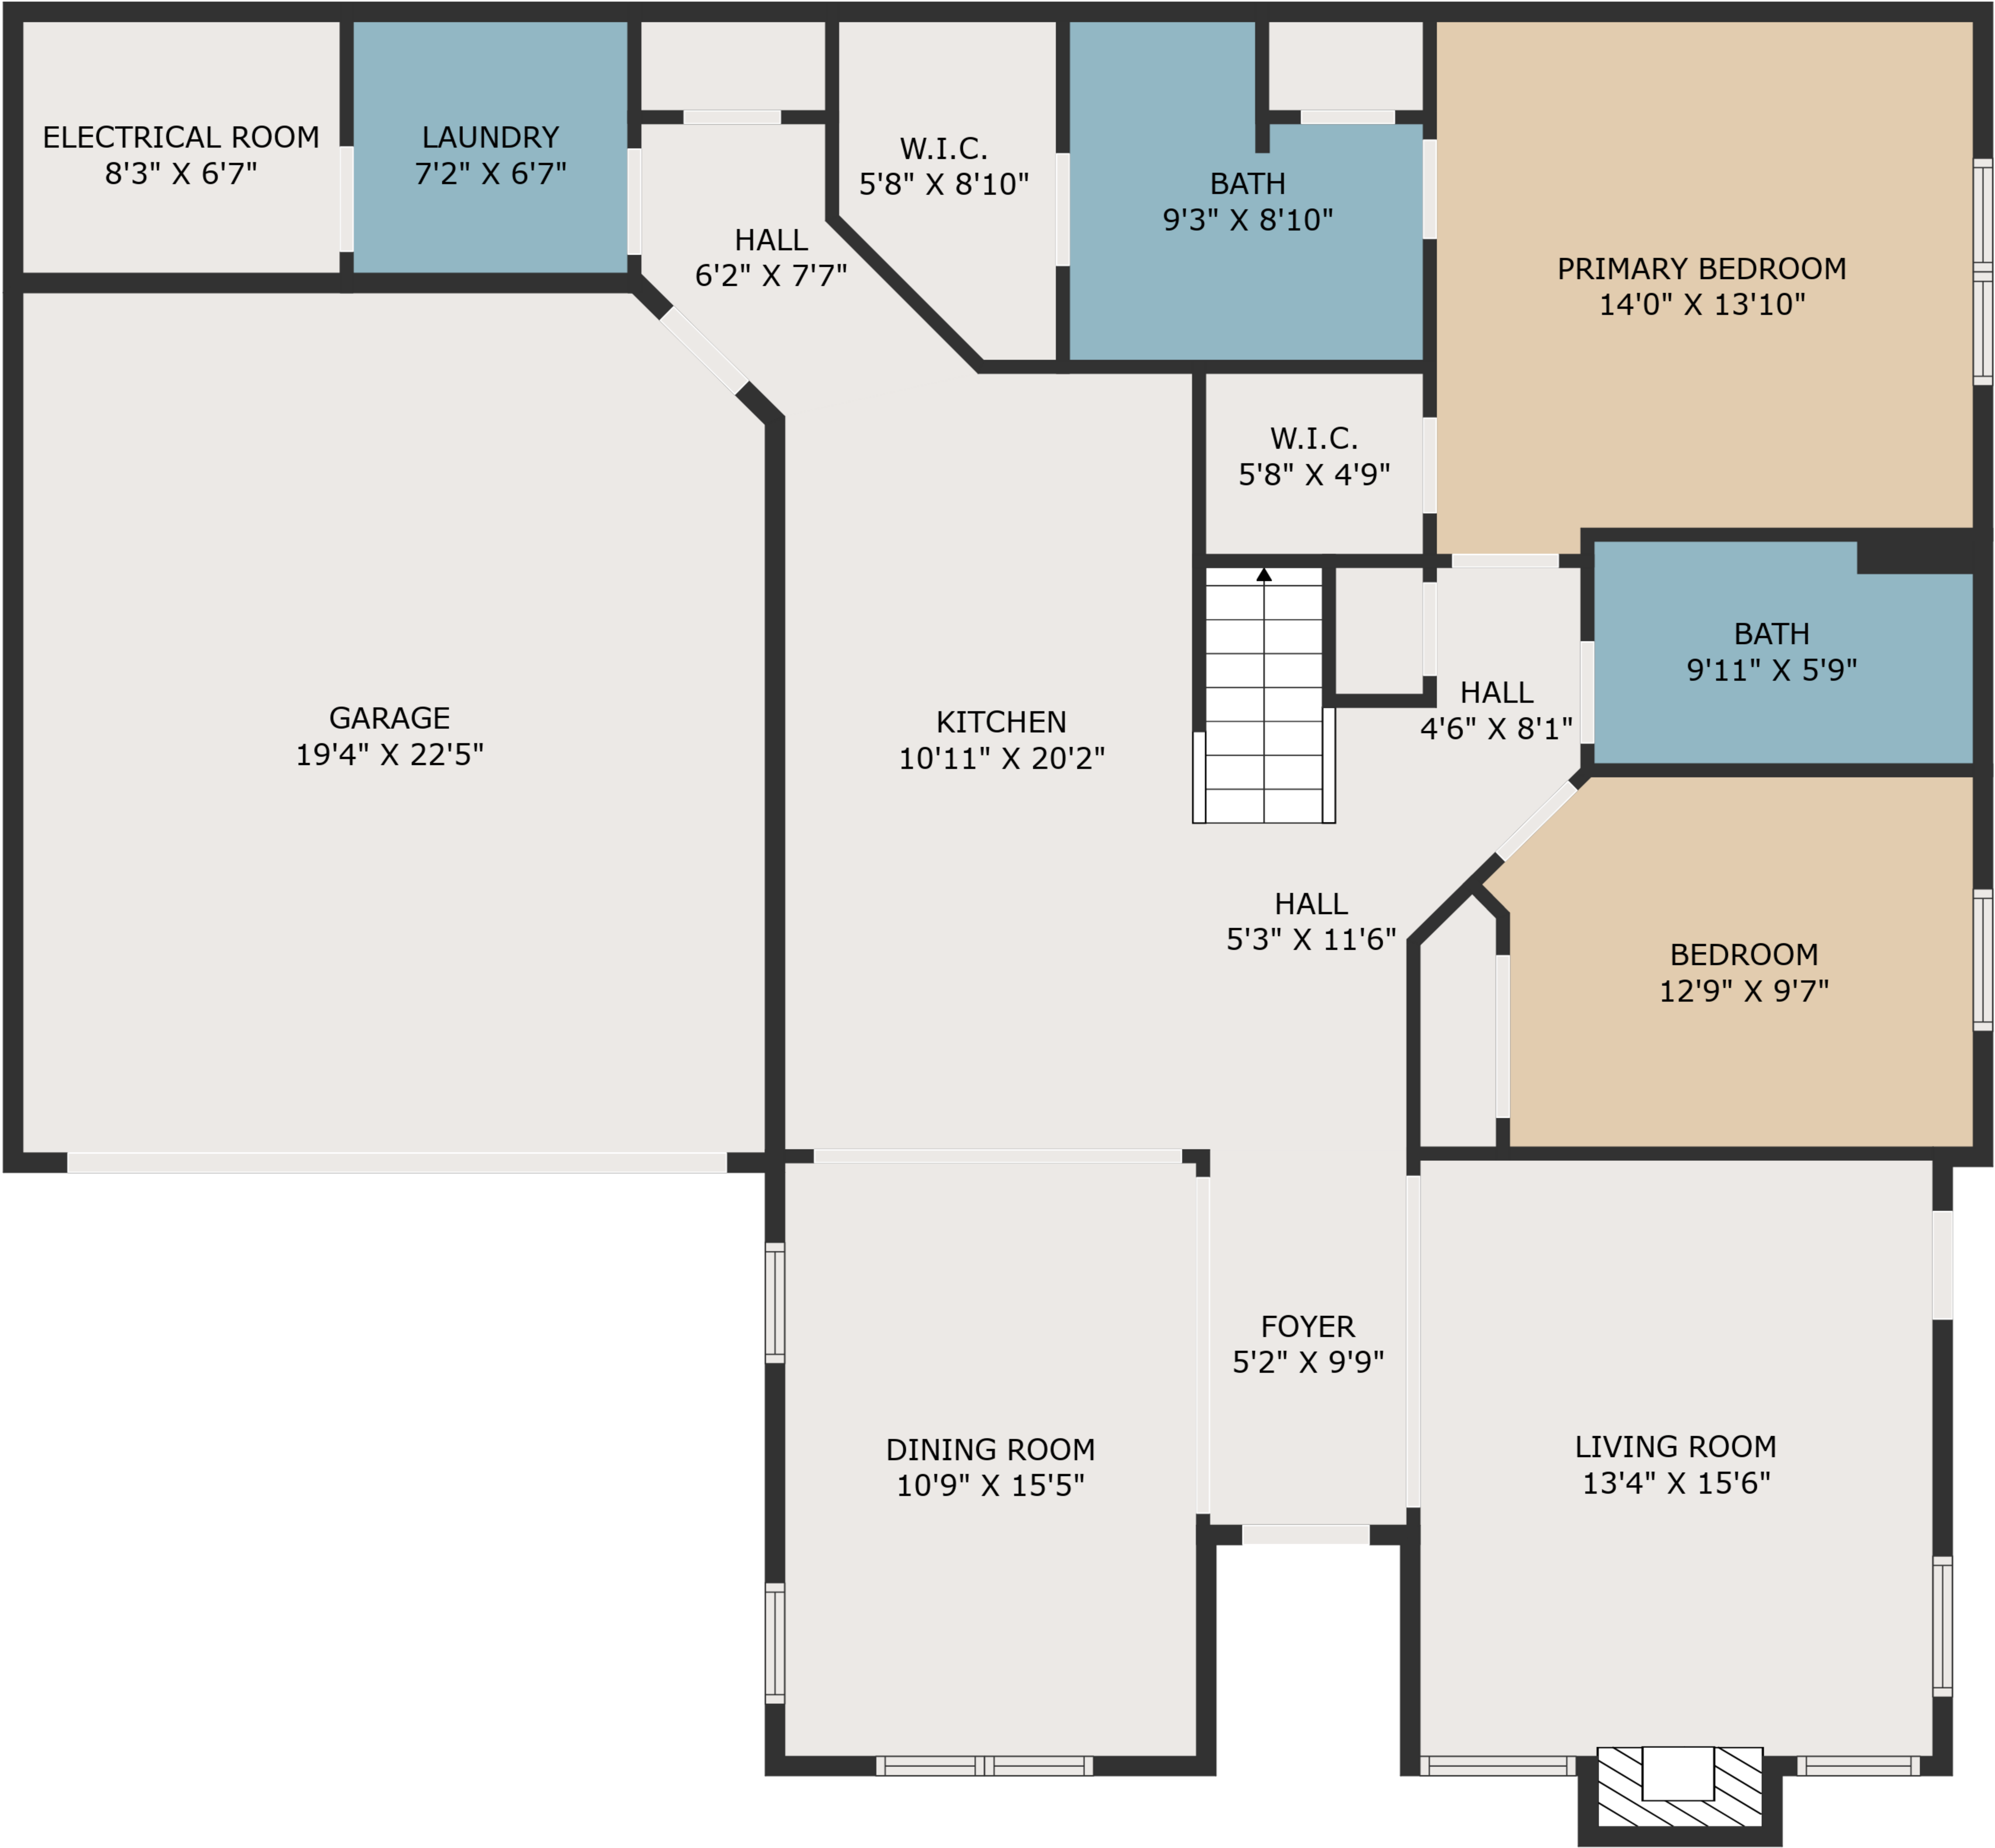 ELECTRICAL ROOM
8'3" X 6'7"
LAUNDRY
7'2" X 6'7"
HALL
6'2" X 7'7"
W.I.C.
5'8" X 8'10"
BATH
9'3" X 8'10"
PRIMARY BEDROOM
14'0" X 13'10"
W.I.C.
5'8" X 4'9"
BATH
9'11" X 5'9"
HALL
4'6" X 8'1"
GARAGE
19'4" X 22'5"
KITCHEN
10'11" X 20'2"
HALL
5'3" X 11'6"
BEDROOM
12'9" X 9'7"
FOYER
5'2" X 9'9"
DINING ROOM
10'9" X 15'5"
LIVING ROOM
13'4" X 15'6"